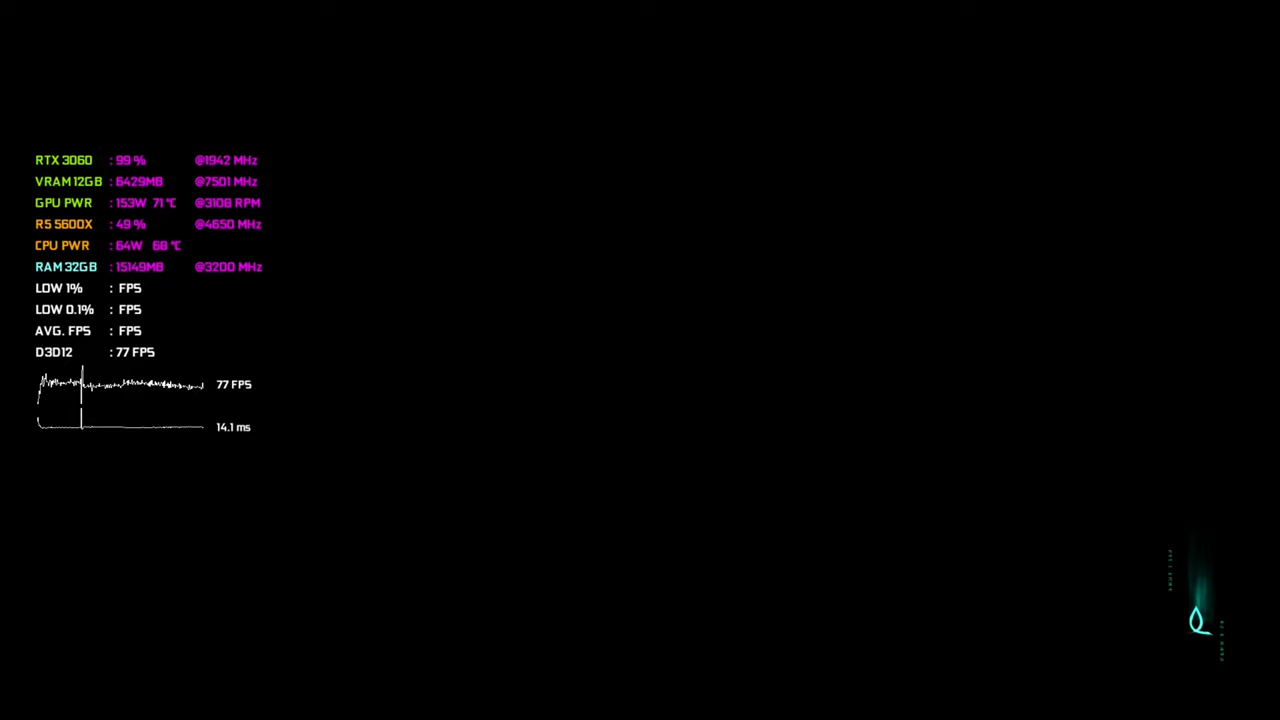 RTX 3060 : 99 % @1942 MHz
VRAM 12GB : 6429MB @7501 MHz
GPU PWR : 153W 71 °C @3108 RPM
R5 5600X : 49 % @4650 MHz
CPU PWR : 64W 68 °C
RAM 32GB : 15149MB @3200 MHz
LOW 1% : FPS
LOW 0.1% : FPS
AVG. FPS : FPS
D3D12 : 77 FPS
77 FPS
14.1 ms